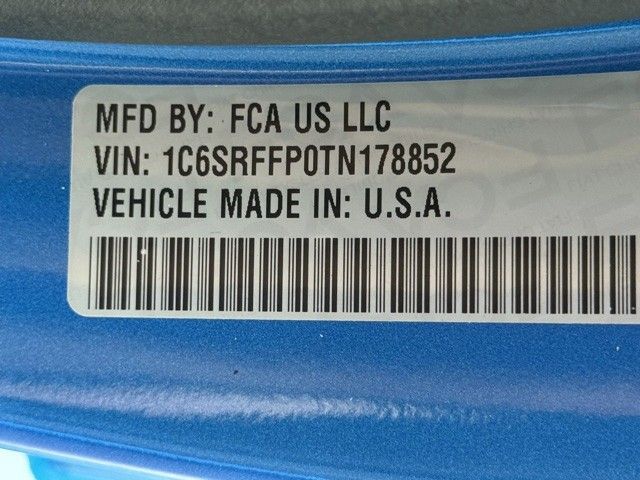 MFD BY: FCA US LLC
VIN: 1C6SRFFP0TN178852
VEHICLE MADE IN: U.S.A.